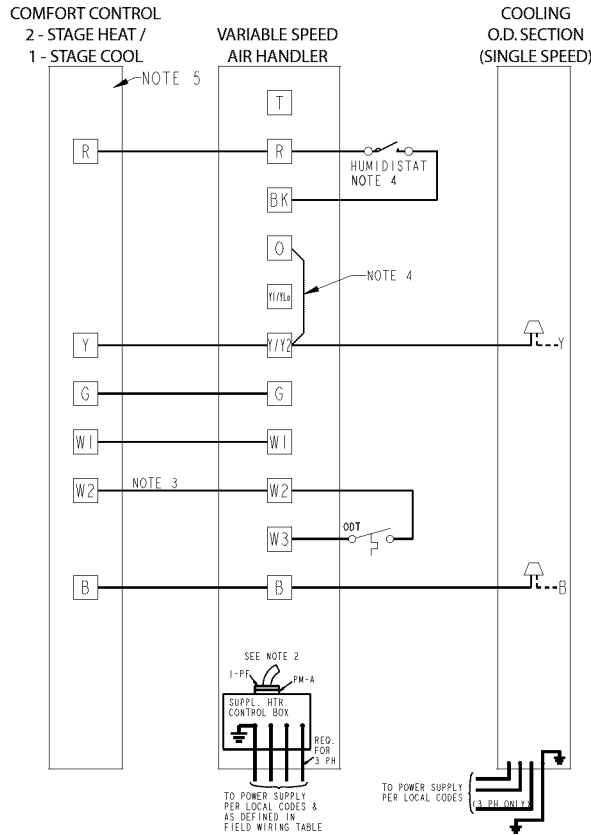 COMFORT CONTROL
2 - STAGE HEAT /
1 - STAGE COOL
VARIABLE SPEED
AIR HANDLER
COOLING
O.D. SECTION
(SINGLE SPEED)
NOTE 5
T
R
R
HUMIDISTAT
NOTE 4
BK
O
NOTE 4
Y1/YLo
Y
Y/Y2
Y
G
G
W1
W1
W2
NOTE 3
W2
ODT
W3
B
B
B
SEE NOTE 2
1-PF
PM-A
SUPPL. HTR.
CONTROL BOX
REQ.
FOR
3 PH
TO POWER SUPPLY
PER LOCAL CODES &
AS DEFINED IN
FIELD WIRING TABLE
TO POWER SUPPLY
PER LOCAL CODES
(3 PH ONLY)